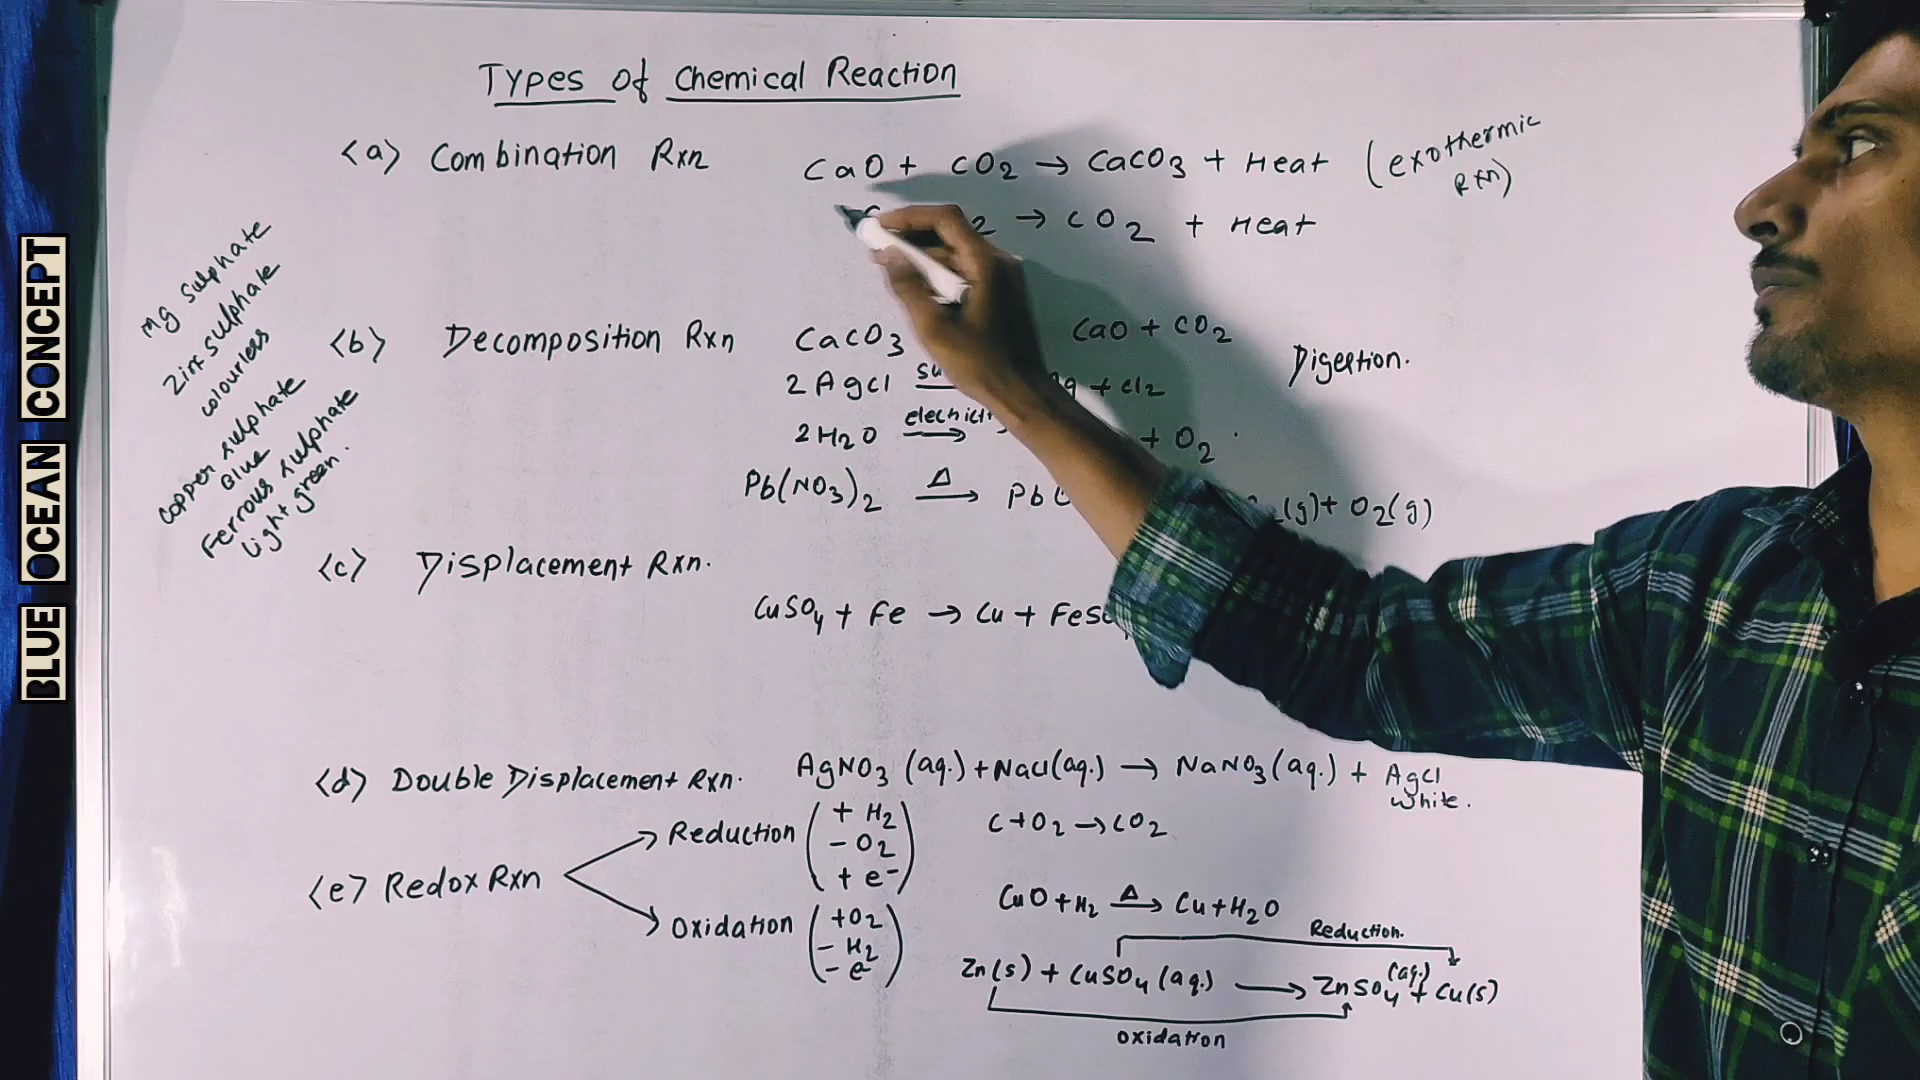 BLUE OCEAN CONCEPT
Types of Chemical Reaction
<a> Combination Rxn
CaO + CO2 → CaCO3 + Heat (exothermic Rxn)
2 → CO2 + Heat
Mg sulphate
Zinc sulphate
colourless
copper sulphate
Blue
Ferrous sulphate
light green.
<b> Decomposition Rxn
CaCO3 CaO + CO2
Digestion.
2AgCl → + Cl2
2H2O → + O2
Pb(NO3)2 Δ→ (g) + O2(g)
<c> Displacement Rxn.
CuSO4 + Fe → Cu +
<d> Double Displacement Rxn.
AgNO3 (aq.) + NaCl(aq.) → NaNO3(aq.) + AgCl
white.
<e> Redox Rxn
Reduction (+ H2
- O2
+ e-)
Oxidation (+O2
- H2
- e-)
C+O2 → CO2
CuO + H2 Δ→ Cu+H2O
Reduction.
Zn(s) + CuSO4 (aq.) → ZnSO4 (aq.) + Cu(s)
oxidation